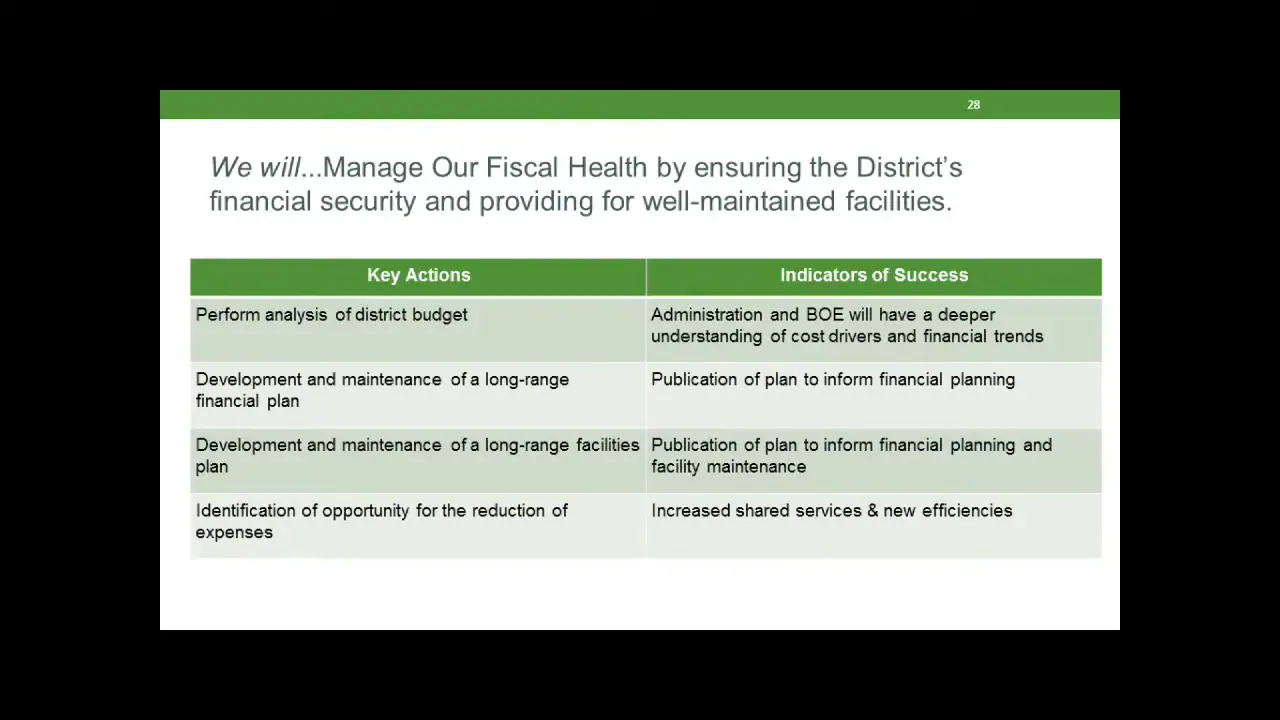 28
We will...Manage Our Fiscal Health by ensuring the District’s
financial security and providing for well-maintained facilities.
Key Actions
Indicators of Success
Perform analysis of district budget
Administration and BOE will have a deeper
understanding of cost drivers and financial trends
Development and maintenance of a long-range
financial plan
Publication of plan to inform financial planning
Development and maintenance of a long-range facilities
plan
Publication of plan to inform financial planning and
facility maintenance
Identification of opportunity for the reduction of
expenses
Increased shared services & new efficiencies